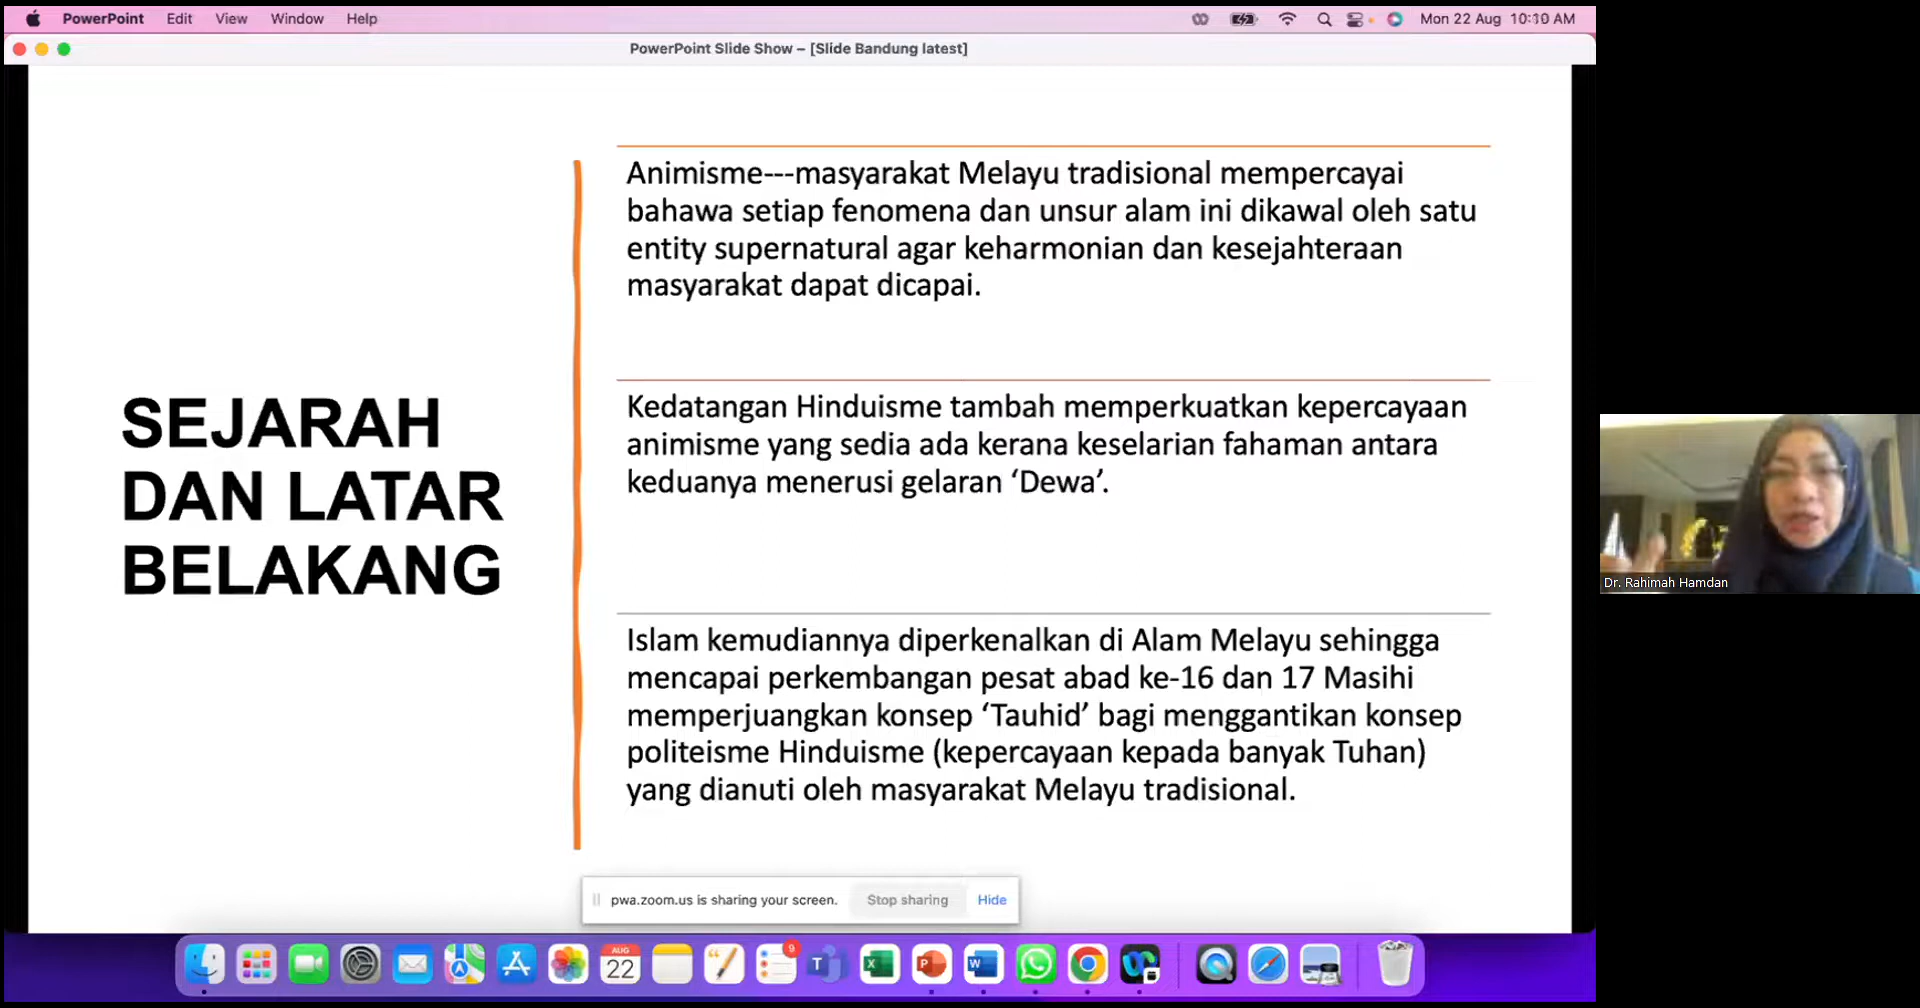 PowerPoint Edit View Window Help
Mon 22 Aug 10:10 AM
PowerPoint Slide Show – [Slide Bandung latest]
SEJARAH
DAN LATAR
BELAKANG
Animisme---masyarakat Melayu tradisional mempercayai
bahawa setiap fenomena dan unsur alam ini dikawal oleh satu
entity supernatural agar keharmonian dan kesejahteraan
masyarakat dapat dicapai.
Kedatangan Hinduisme tambah memperkuatkan kepercayaan
animisme yang sedia ada kerana keselarian fahaman antara
keduanya menerusi gelaran ‘Dewa’.
Islam kemudiannya diperkenalkan di Alam Melayu sehingga
mencapai perkembangan pesat abad ke-16 dan 17 Masihi
memperjuangkan konsep ‘Tauhid’ bagi menggantikan konsep
politeisme Hinduisme (kepercayaan kepada banyak Tuhan)
yang dianuti oleh masyarakat Melayu tradisional.
Dr. Rahimah Hamdan
pwa.zoom.us is sharing your screen. Stop sharing Hide
AUG
22
9
T
X
P
W